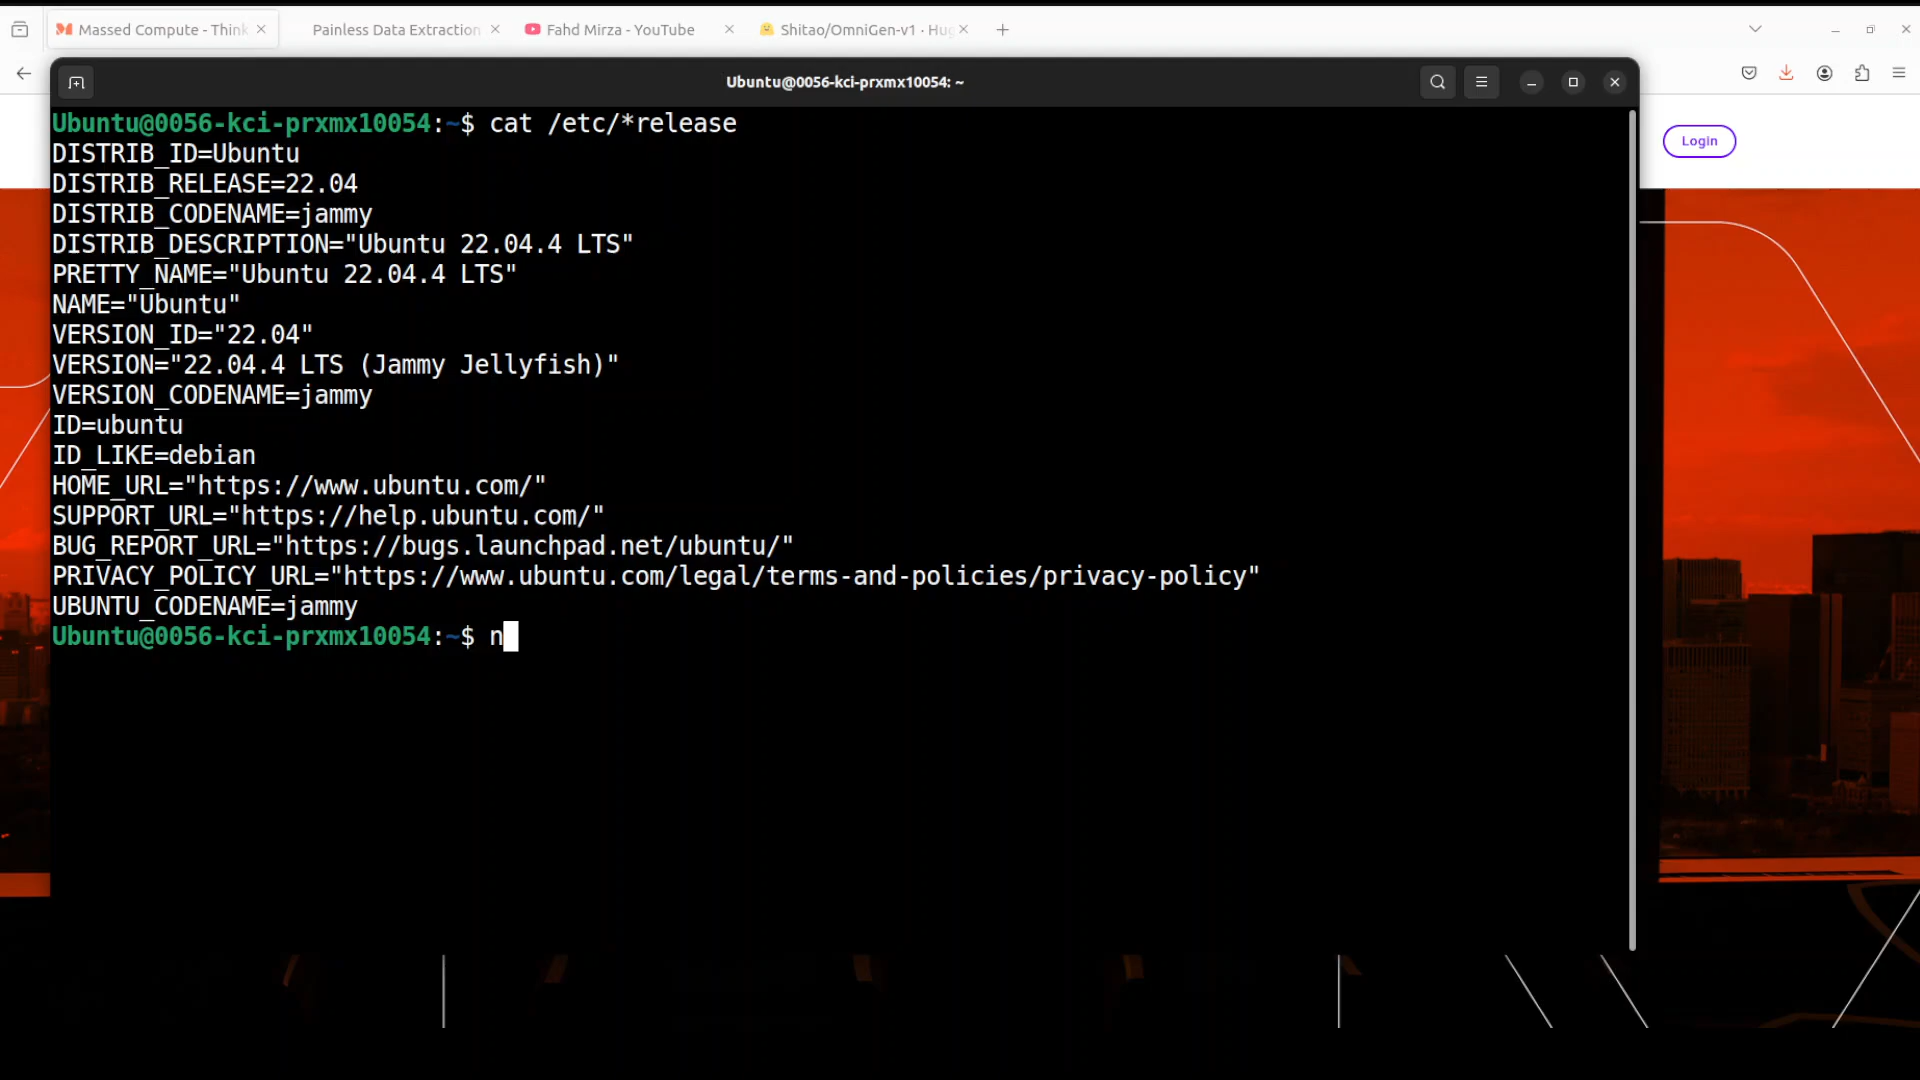 Massed Compute - Think
Painless Data Extraction
Fahd Mirza - YouTube
Shitao/OmniGen-v1 · Hug
Ubuntu@0056-kci-prxmx10054: ~
Login
Ubuntu@0056-kci-prxmx10054:~$ cat /etc/*release
DISTRIB_ID=Ubuntu
DISTRIB_RELEASE=22.04
DISTRIB_CODENAME=jammy
DISTRIB_DESCRIPTION="Ubuntu 22.04.4 LTS"
PRETTY_NAME="Ubuntu 22.04.4 LTS"
NAME="Ubuntu"
VERSION_ID="22.04"
VERSION="22.04.4 LTS (Jammy Jellyfish)"
VERSION_CODENAME=jammy
ID=ubuntu
ID_LIKE=debian
HOME_URL="https://www.ubuntu.com/"
SUPPORT_URL="https://help.ubuntu.com/"
BUG_REPORT_URL="https://bugs.launchpad.net/ubuntu/"
PRIVACY_POLICY_URL="https://www.ubuntu.com/legal/terms-and-policies/privacy-policy"
UBUNTU_CODENAME=jammy
Ubuntu@0056-kci-prxmx10054:~$ n